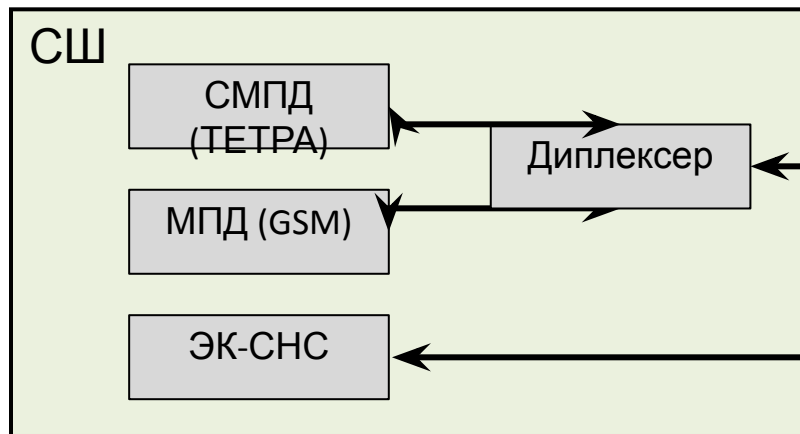 СШ
СМПД
(ТЕТРА)
Диплексер
МПД (GSM)
ЭК-СНС